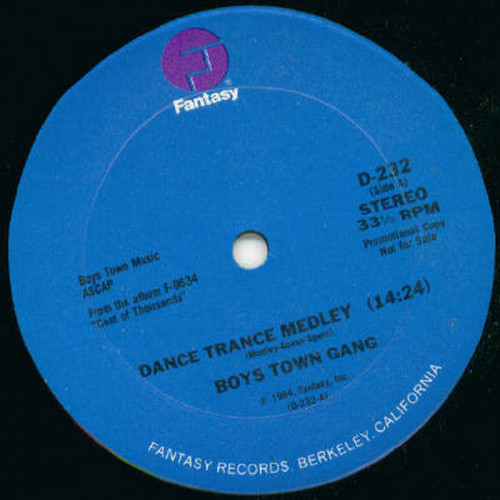 Fantasy
D-232
(Side A)
STEREO
33⅓ RPM
Promotional Copy
Not for Sale
Boys Town Music
ASCAP
From the album F-9634
"Cast of Thousands"
DANCE TRANCE MEDLEY (14:24)
BOYS TOWN GANG
℗ 1984, Fantasy, Inc.
(D-232-A)
FANTASY RECORDS, BERKELEY, CALIFORNIA